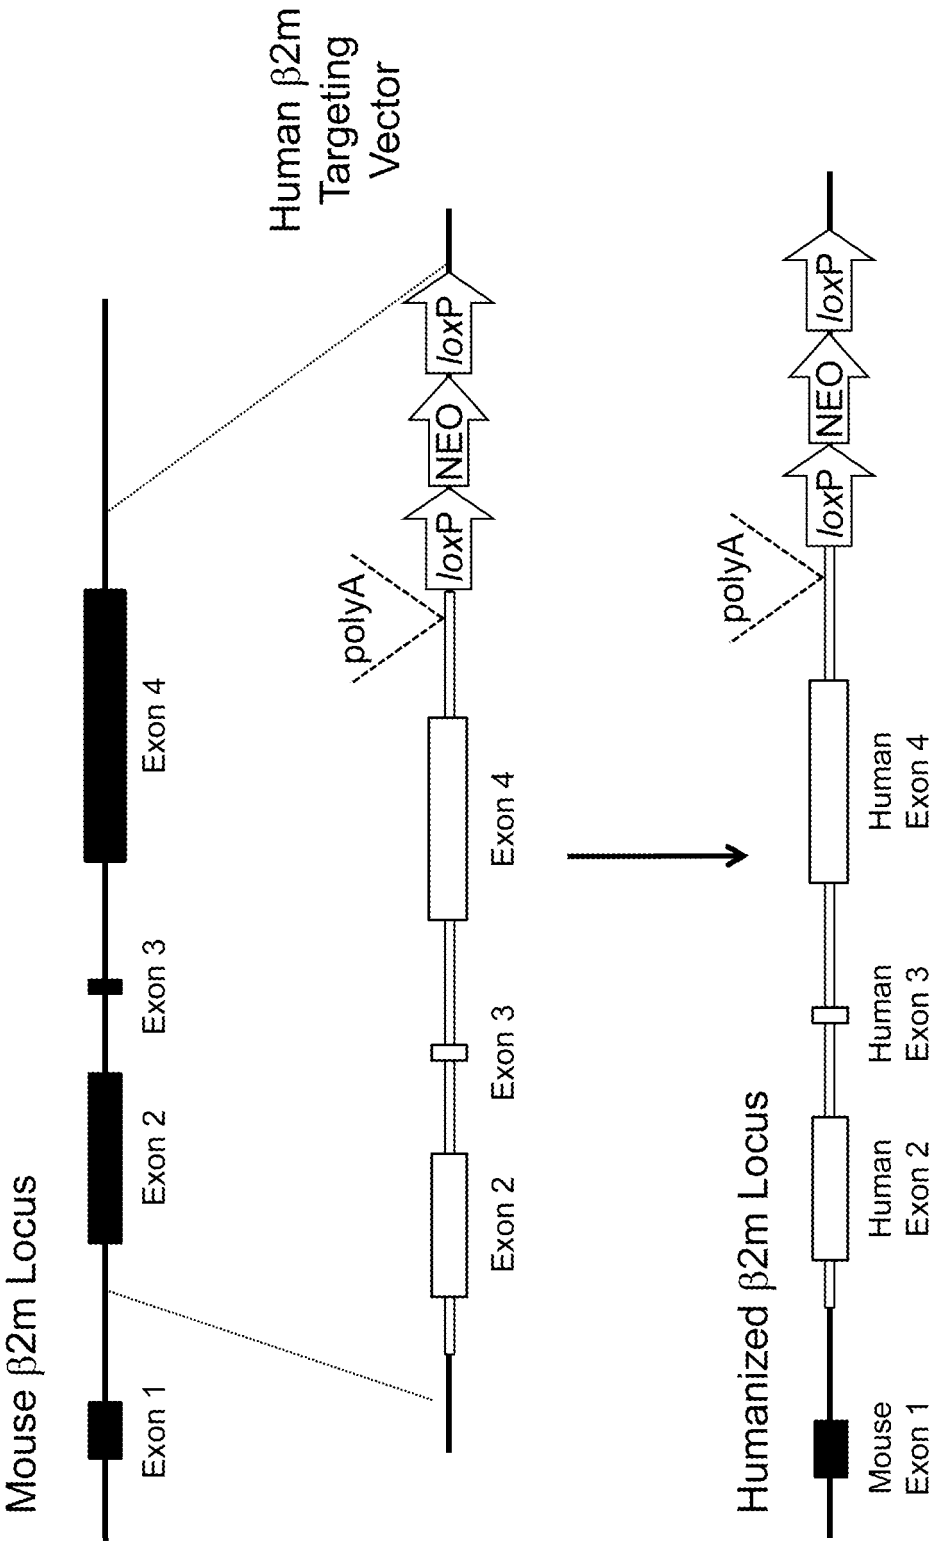 Mouse β2m Locus
Exon 1
Exon 2
Exon 3
Exon 4
Human β2m
Targeting
Vector
Exon 2
Exon 3
Exon 4
polyA
loxP
NEO
loxP
Humanized β2m Locus
Mouse
Exon 1
Human
Exon 2
Human
Exon 3
Human
Exon 4
polyA
loxP
NEO
loxP